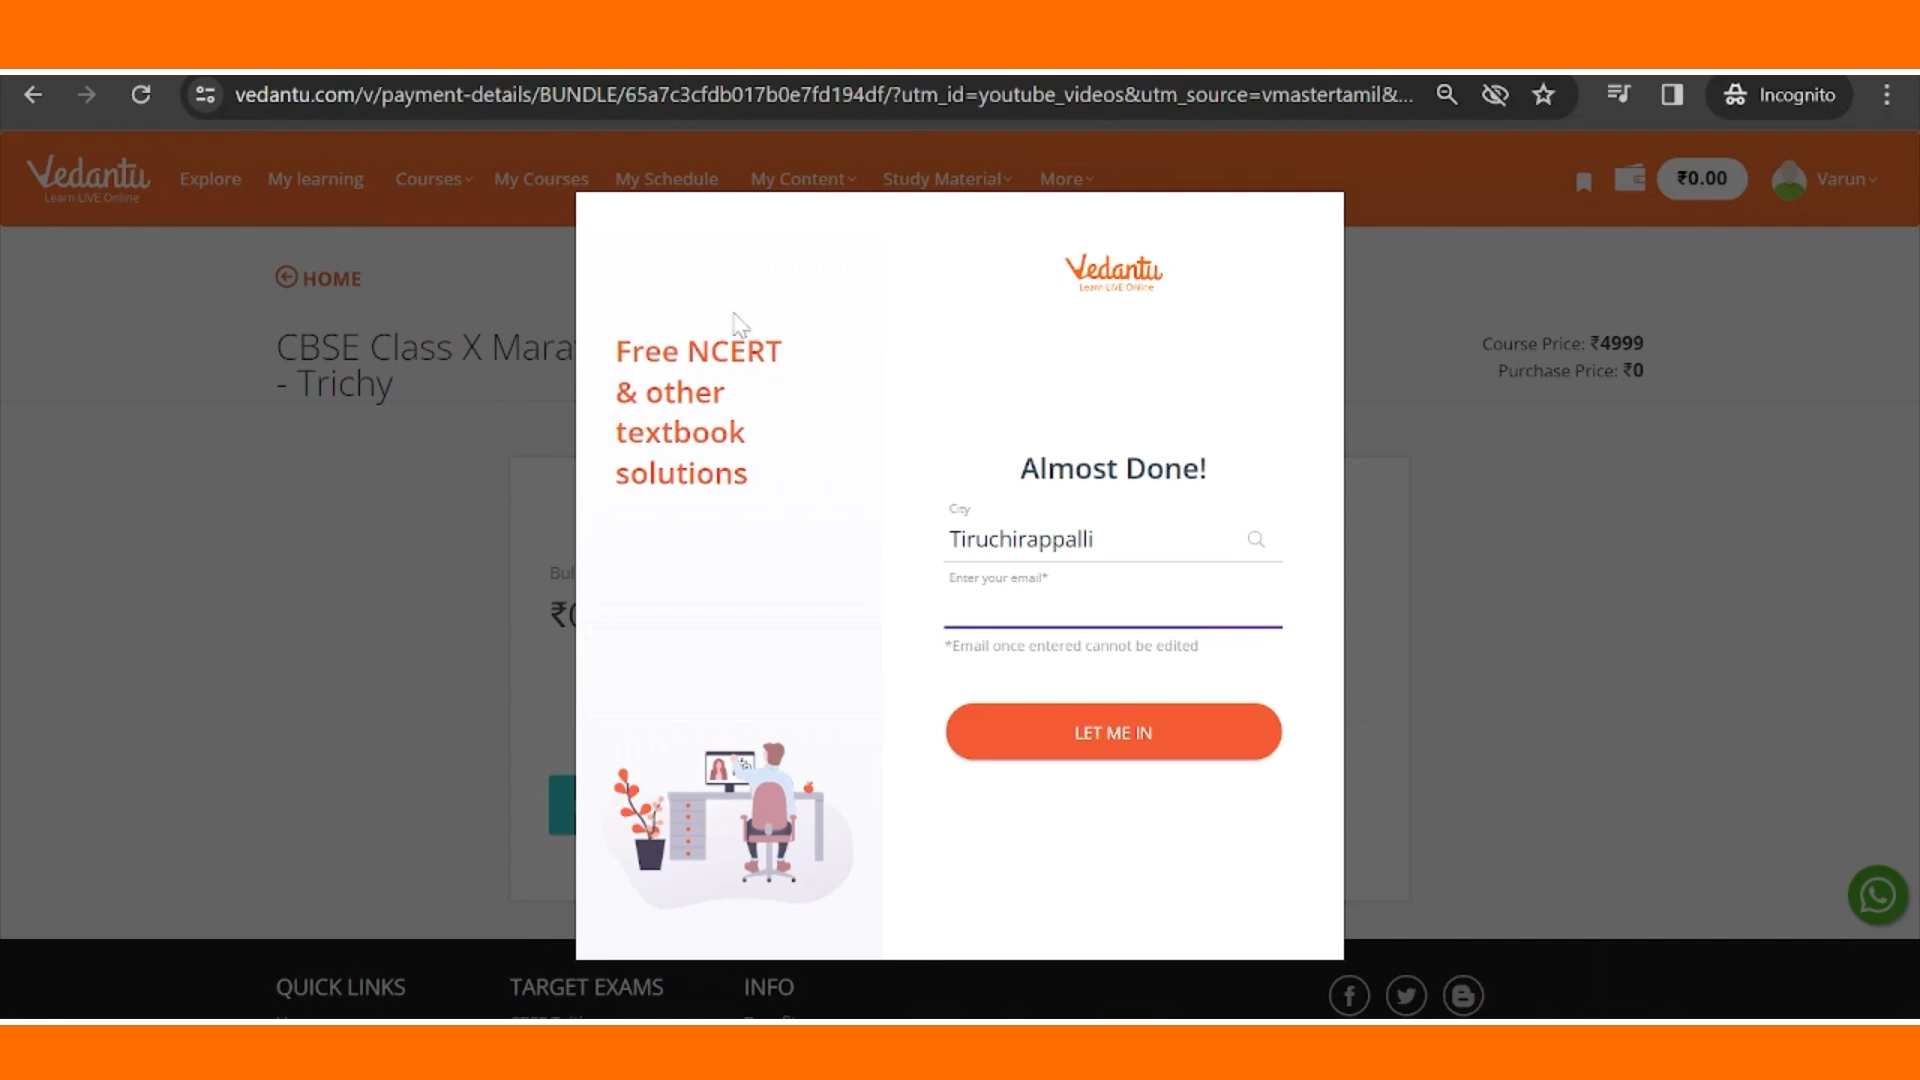 vedantu.com/v/payment-details/BUNDLE/65a7c3cfdb017b0e7fd194df/?utm_id=youtube_videos&utm_source=vmastertamil&... Incognito
Vedantu
Learn LIVE Online
Explore My learning Courses My Courses My Schedule My Content Study Material More ₹0.00 Varun
HOME
CBSE Class X Mara
- Trichy
Course Price: ₹4999
Purchase Price: ₹0
Bul
₹0
Free NCERT
& other
textbook
solutions
Vedantu
Learn LIVE Online
Almost Done!
City
Tiruchirappalli
Enter your email*
*Email once entered cannot be edited
LET ME IN
QUICK LINKS TARGET EXAMS INFO